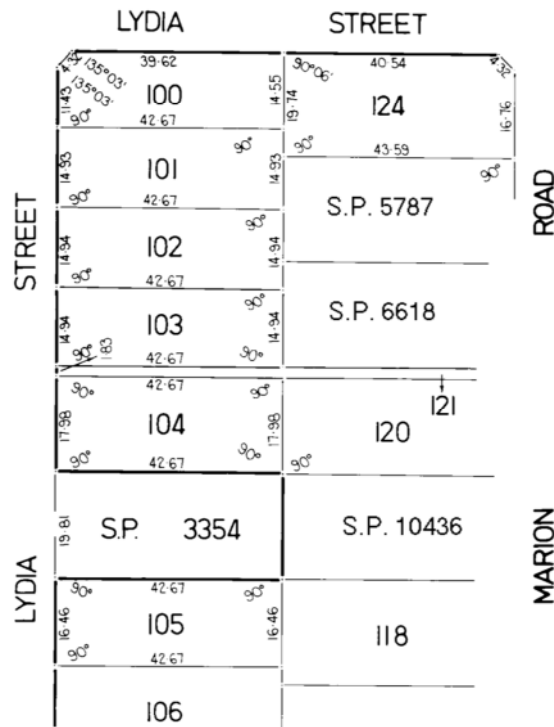 LYDIA STREET
4·32 135°03' 39·62 90°06' 40·54 4·32
11·43 135°03' 100 14·55 19·74 124 16·76
90° 42·67 90° 43·59
14·93 101 90° 14·93 90°
90° 42·67 S.P. 5787
STREET 14·94 102 90° 14·94 ROAD
90° 42·67
14·94 103 90° 14·94 S.P. 6618
90° 1·83 42·67 90°
90° 42·67 90° 121
17·98 104 90° 17·98 120
90° 42·67 90°
19·81 S.P. 3354 S.P. 10436
LYDIA 90° 42·67 90° MARION
16·46 105 16·46 118
90° 42·67
106